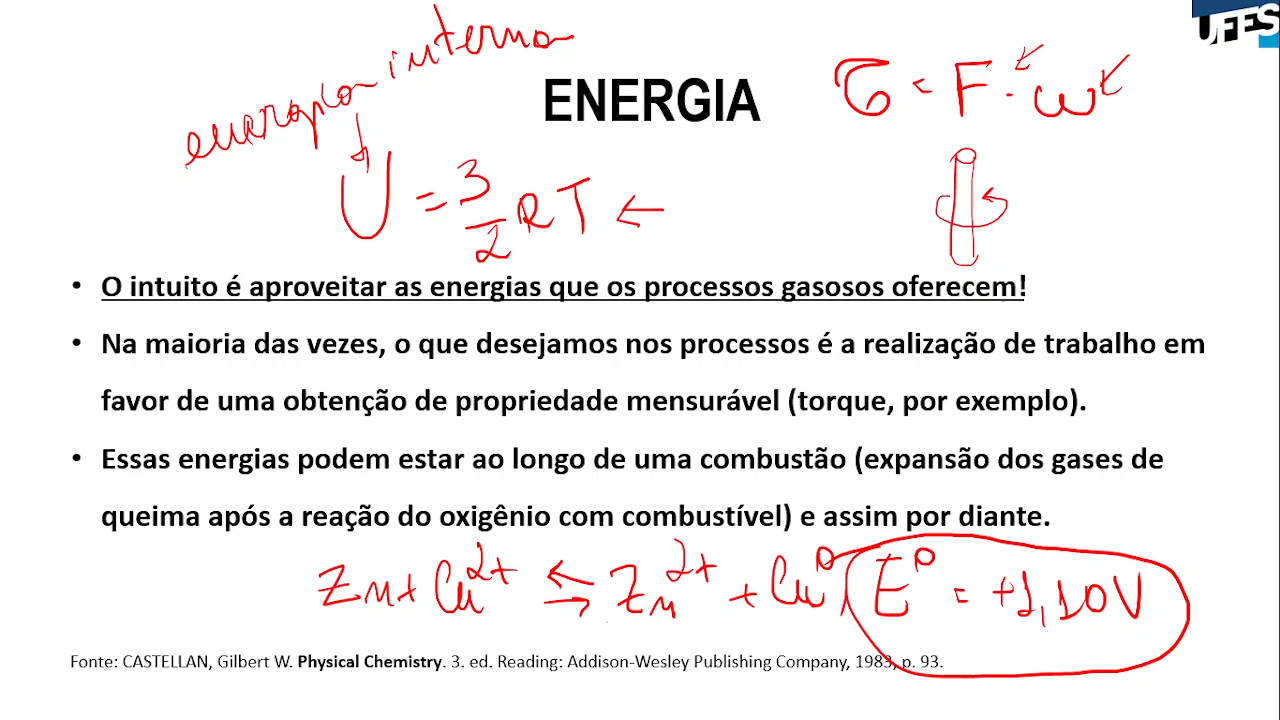 UFES
energia interna
ENERGIA
τ = F · ω
U = 3/2 RT ←
• O intuito é aproveitar as energias que os processos gasosos oferecem!
• Na maioria das vezes, o que desejamos nos processos é a realização de trabalho em
favor de uma obtenção de propriedade mensurável (torque, por exemplo).
• Essas energias podem estar ao longo de uma combustão (expansão dos gases de
queima após a reação do oxigênio com combustível) e assim por diante.
Zn + Cu²⁺ ⇌ Zn²⁺ + Cu⁰, E⁰ = +1,10V
Fonte: CASTELLAN, Gilbert W. Physical Chemistry. 3. ed. Reading: Addison-Wesley Publishing Company, 1983, p. 93.